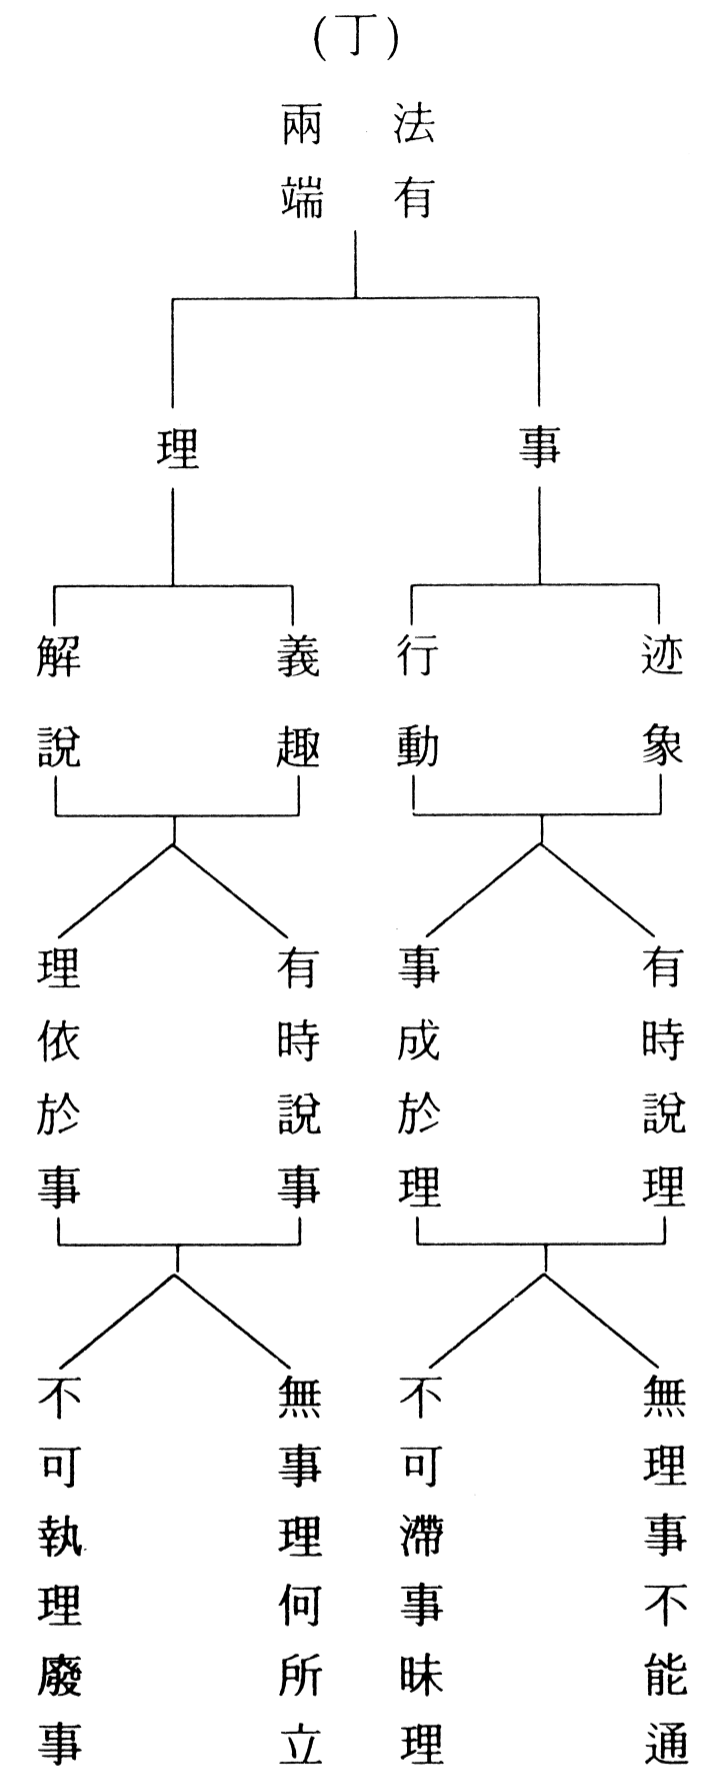 (丁)
法有
兩端
事
理
迹象
行動
義趣
解說
有時說理
事成於理
有時說事
理依於事
無理事不能通
不可滯事昧理
無事理何所立
不可執理廢事